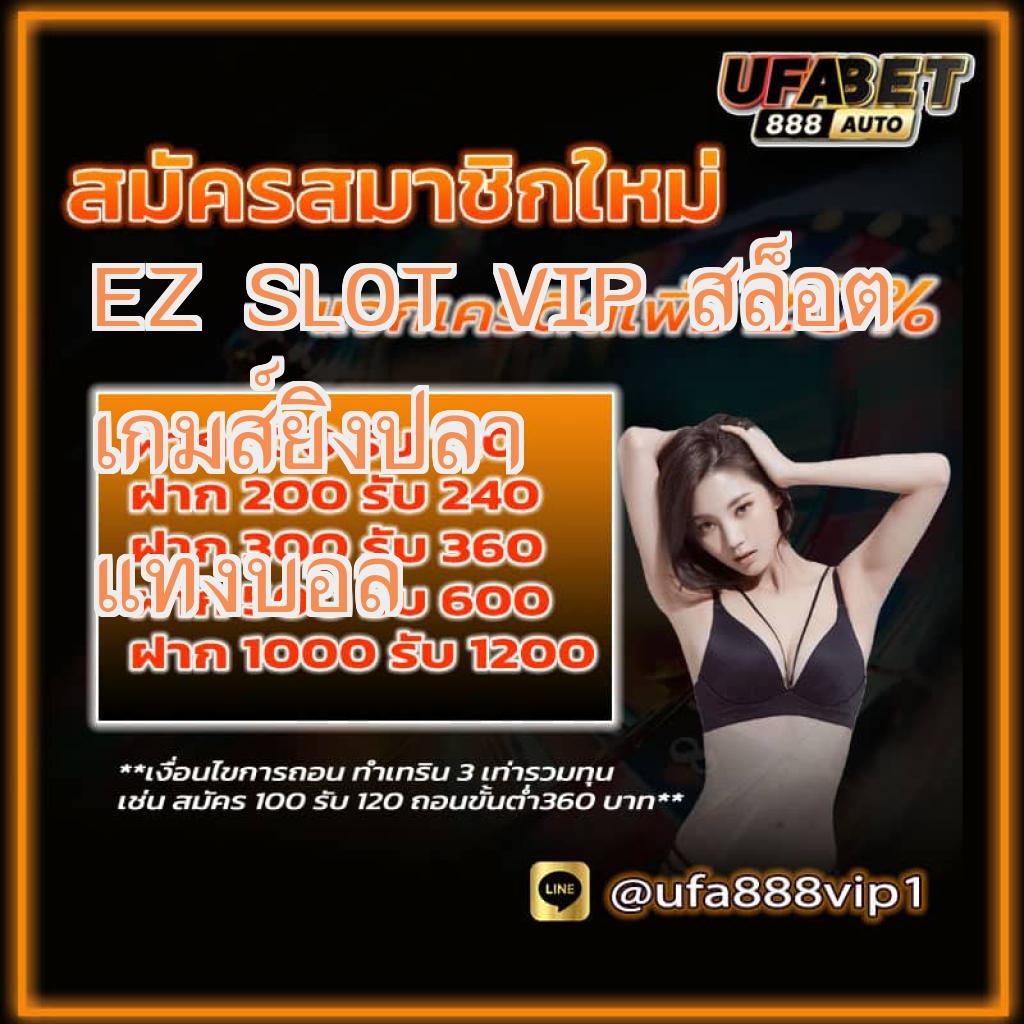 UFABET
888 AUTO
สมัครสมาชิกใหม่
EZ SLOT VIP สล็อต
เกมส์ยิงปลา
ฝาก 200 รับ 240
ฝาก 300 รับ 360
แทงบอล
รับ 600
ฝาก 1000 รับ 1200
**เงื่อนไขการถอน ทำเทริน 3 เท่ารวมทุน
เช่น สมัคร 100 รับ 120 ถอนขั้นต่ำ360 บาท**
LINE @ufa888vip1